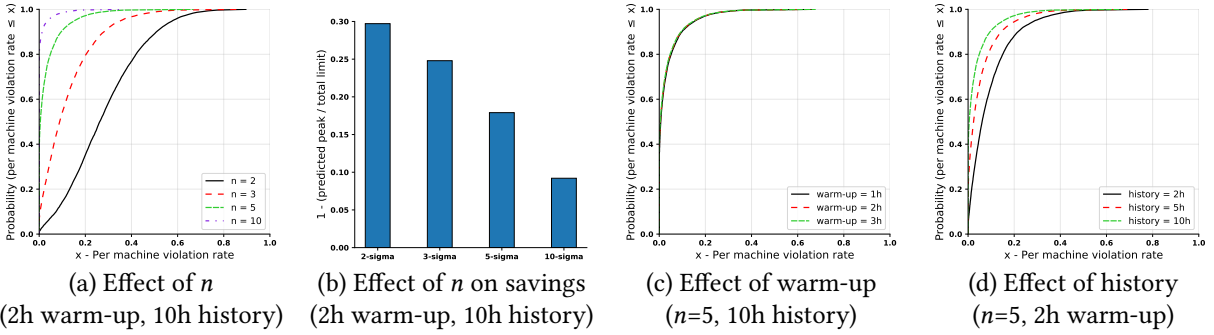 Probability (per machine violation rate ≤ x)
1.0
0.8
0.6
0.4
0.2
0.0
0.0 0.2 0.4 0.6 0.8 1.0
x - Per machine violation rate
n = 2
n = 3
n = 5
n = 10
(a) Effect of n
(2h warm-up, 10h history)
1 - (predicted peak / total limit)
0.30
0.25
0.20
0.15
0.10
0.05
0.00
2-sigma 3-sigma 5-sigma 10-sigma
(b) Effect of n on savings
(2h warm-up, 10h history)
Probability (per machine violation rate ≤ x)
1.0
0.8
0.6
0.4
0.2
0.0
0.0 0.2 0.4 0.6 0.8 1.0
x - Per machine violation rate
warm-up = 1h
warm-up = 2h
warm-up = 3h
(c) Effect of warm-up
(n=5, 10h history)
Probability (per machine violation rate ≤ x)
1.0
0.8
0.6
0.4
0.2
0.0
0.0 0.2 0.4 0.6 0.8 1.0
x - Per machine violation rate
history = 2h
history = 5h
history = 10h
(d) Effect of history
(n=5, 2h warm-up)